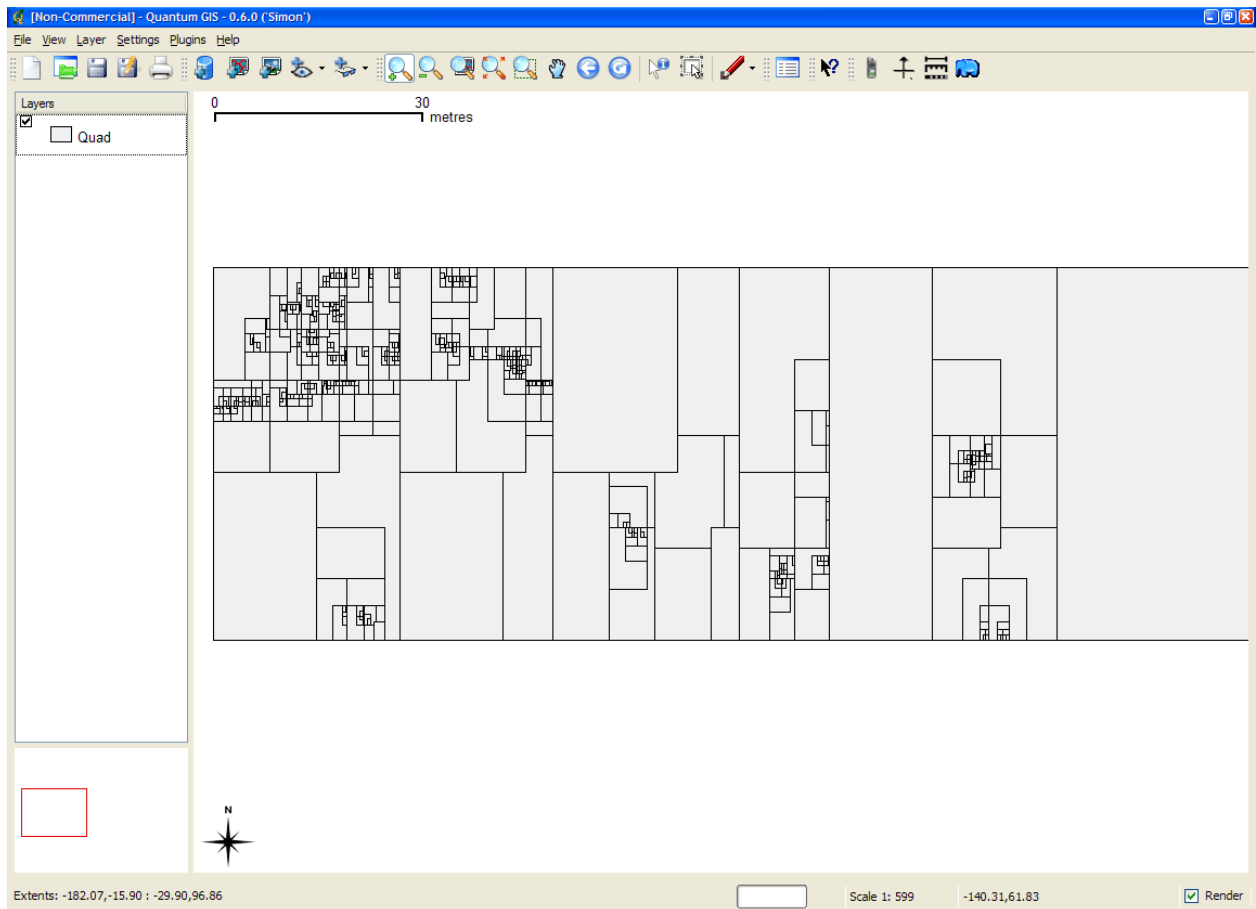 [Non-Commercial] - Quantum GIS - 0.6.0 ('Simon')
File View Layer Settings Plugins Help
Layers
Quad
0 30
metres
N
Extents: -182.07,-15.90 : -29.90,96.86
Scale 1: 599
-140.31,61.83
Render